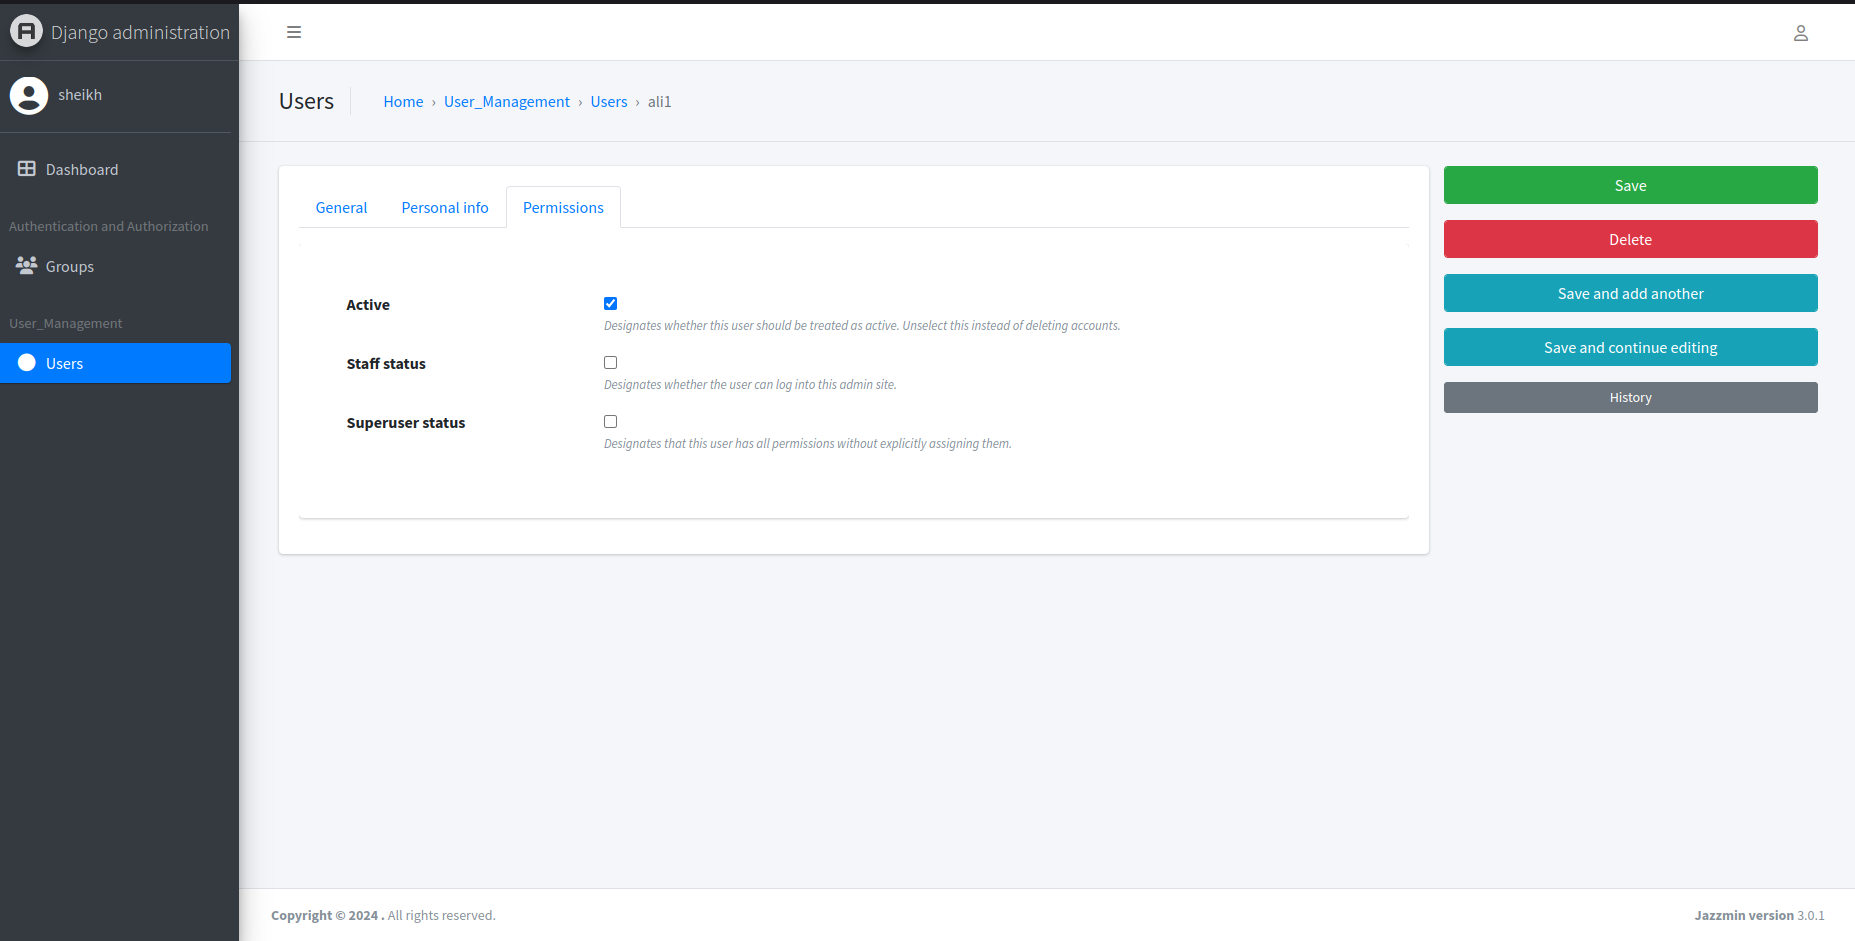 Django administration
sheikh
Dashboard
Authentication and Authorization
Groups
User_Management
Users
Users
Home › User_Management › Users › ali1
General Personal info Permissions
Active
Designates whether this user should be treated as active. Unselect this instead of deleting accounts.
Staff status
Designates whether the user can log into this admin site.
Superuser status
Designates that this user has all permissions without explicitly assigning them.
Save
Delete
Save and add another
Save and continue editing
History
Copyright © 2024 . All rights reserved.
Jazzmin version 3.0.1